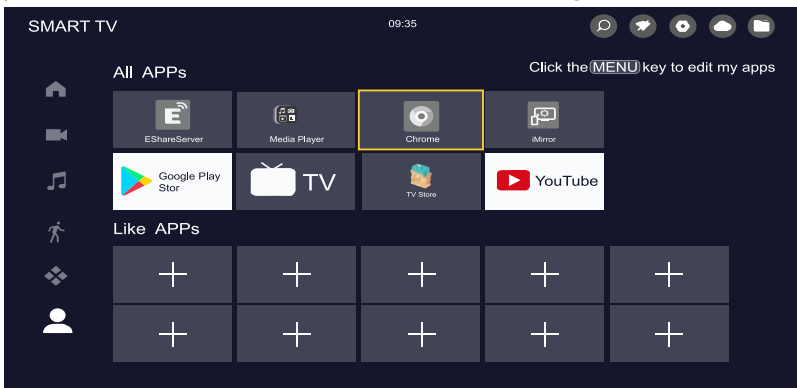 SMART TV
09:35
All APPs
Click the MENU key to edit my apps
E
EShareServer
Media Player
Chrome
iMirror
Google Play
Stor
TV
TV Store
YouTube
Like APPs